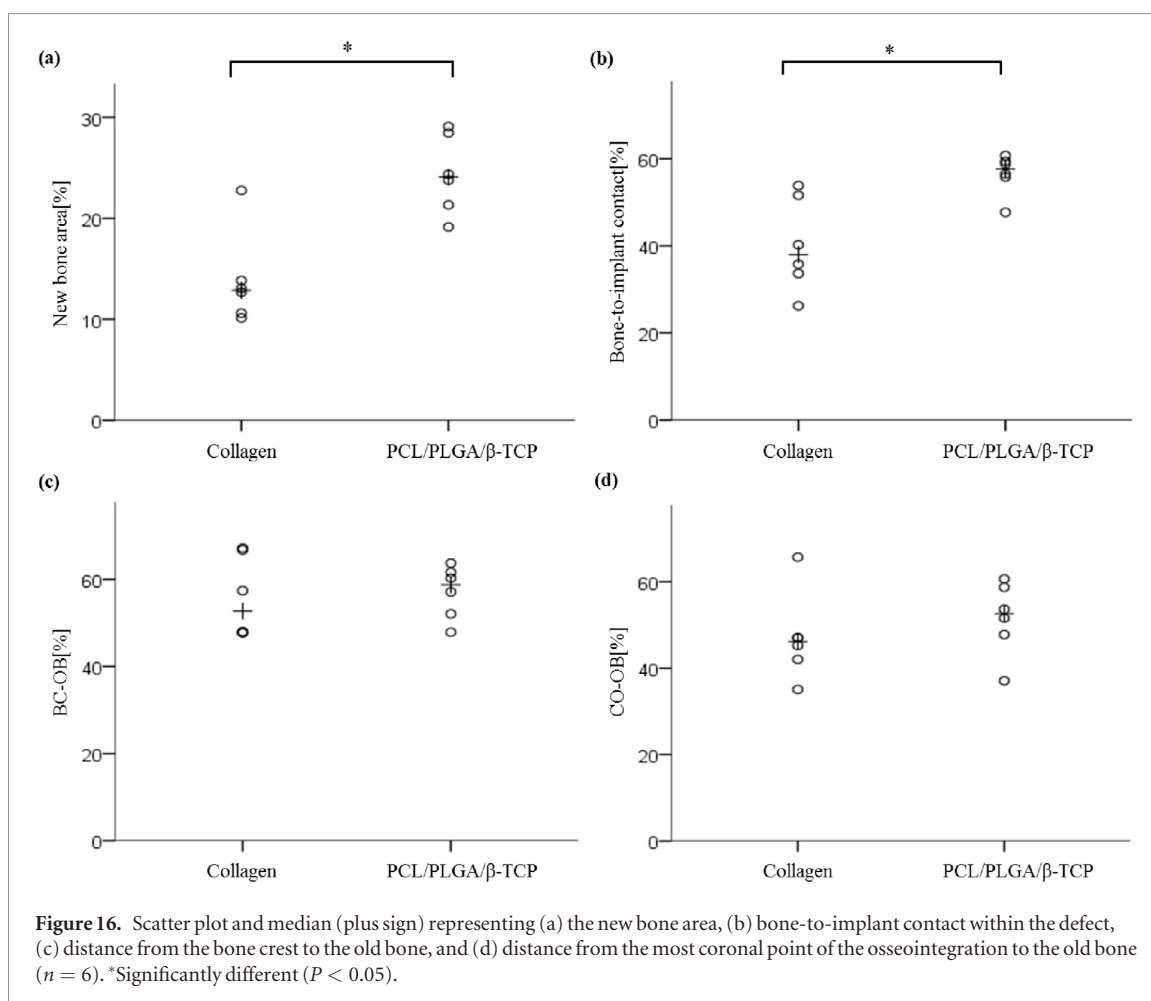 (a)
*
New bone area[%]
30
20
10
0
Collagen
PCL/PLGA/β-TCP
(b)
*
Bone-to-implant contact[%]
60
40
20
0
Collagen
PCL/PLGA/β-TCP
(c)
BC-OB[%]
60
40
20
0
Collagen
PCL/PLGA/β-TCP
(d)
CO-OB[%]
60
40
20
0
Collagen
PCL/PLGA/β-TCP
Figure 16. Scatter plot and median (plus sign) representing (a) the new bone area, (b) bone-to-implant contact within the defect,
(c) distance from the bone crest to the old bone, and (d) distance from the most coronal point of the osseointegration to the old bone
(n = 6). *Significantly different (P < 0.05).